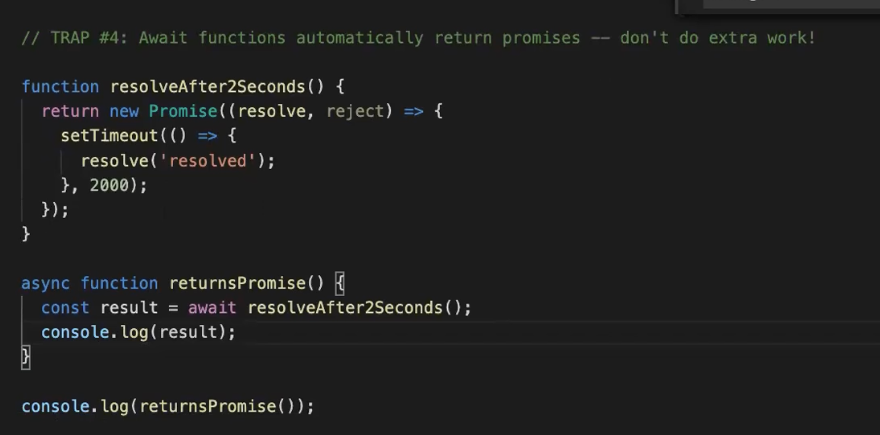 // TRAP #4: Await functions automatically return promises -- don't do extra work!
function resolveAfter2Seconds() {
return new Promise((resolve, reject) => {
setTimeout(() => {
resolve('resolved');
}, 2000);
});
}
async function returnsPromise() {
const result = await resolveAfter2Seconds();
console.log(result);
}
console.log(returnsPromise());